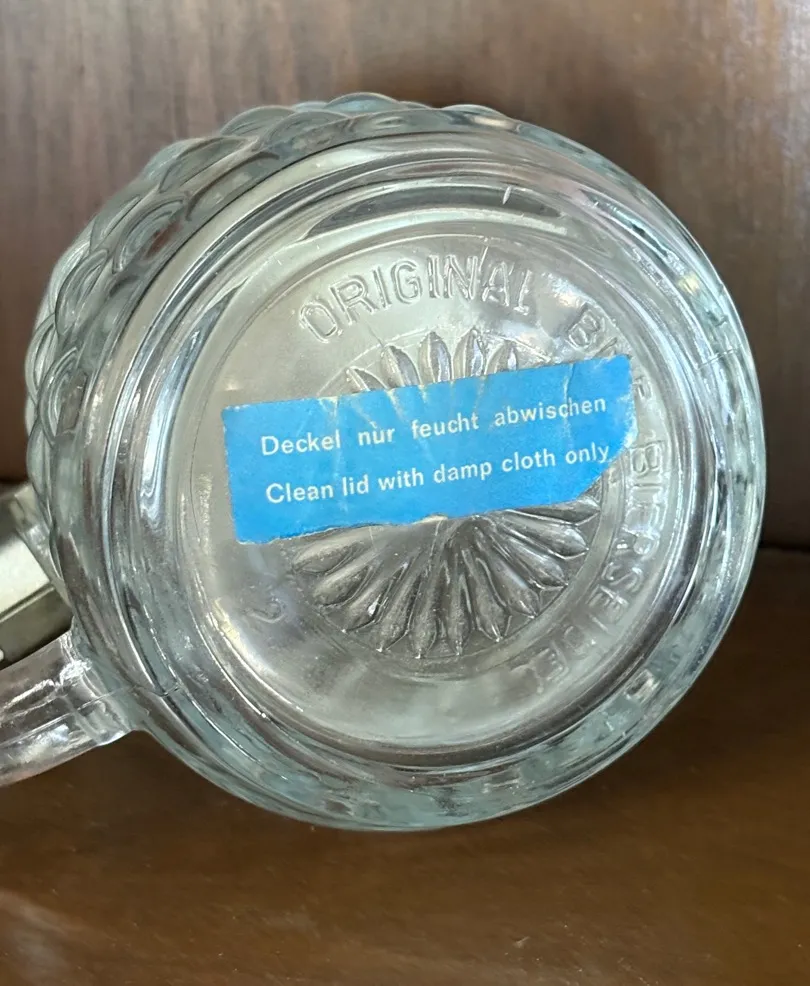 ORIGINAL
BIERSEIDEL
Deckel nur feucht abwischen
Clean lid with damp cloth only